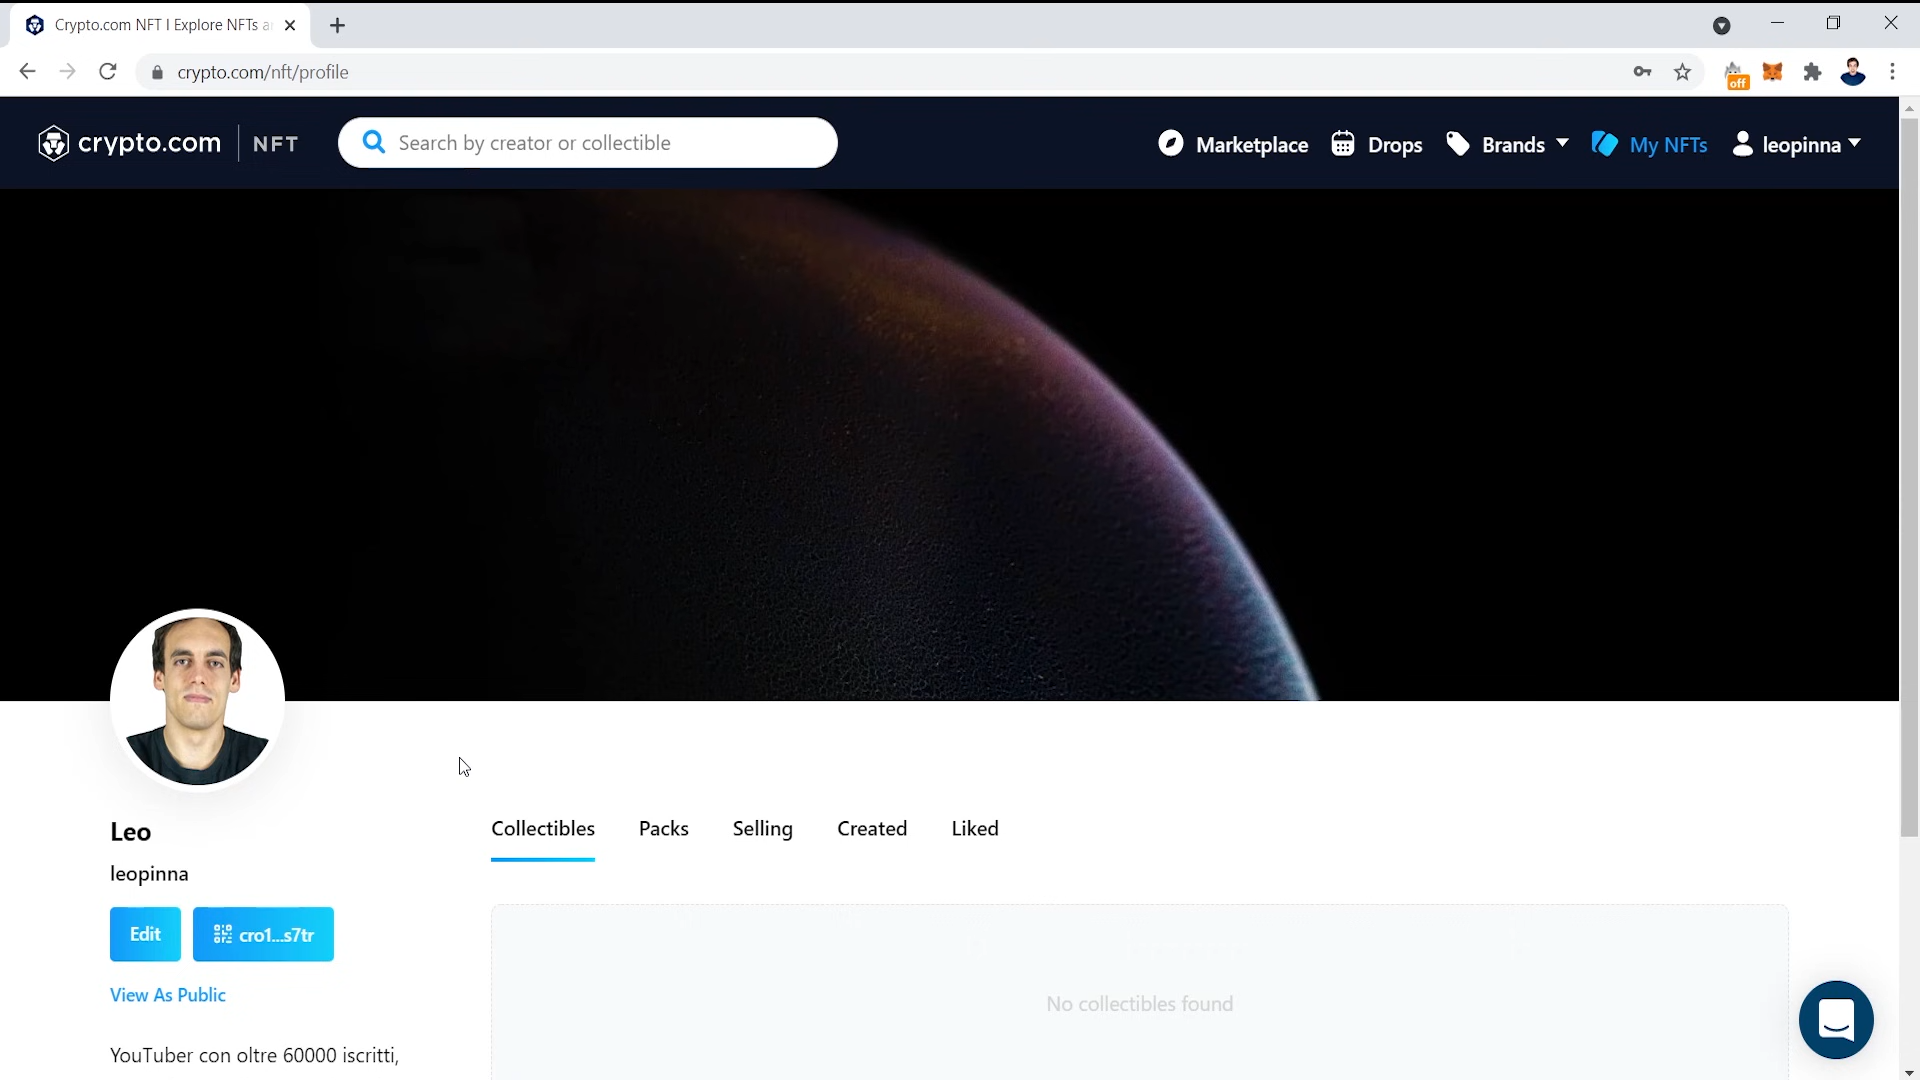 Crypto.com NFT | Explore NFTs a
crypto.com/nft/profile
off
crypto.com NFT
Search by creator or collectible
Marketplace
Drops
Brands
My NFTs
leopinna
Leo
leopinna
Edit
cro1...s7tr
View As Public
YouTuber con oltre 60000 iscritti,
Collectibles
Packs
Selling
Created
Liked
No collectibles found